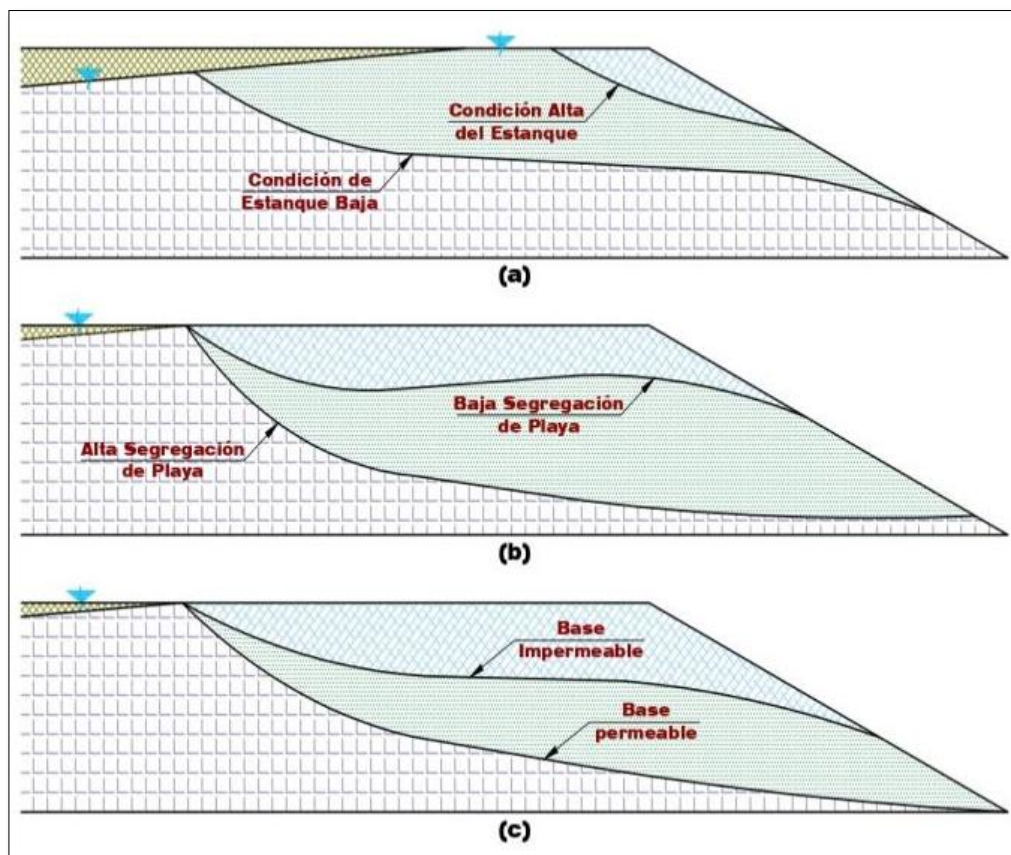 Condición Alta
del Estanque
Condición de
Estanque Baja
(a)
Baja Segregación
de Playa
Alta Segregación
de Playa
(b)
Base
Impermeable
Base
permeable
(c)